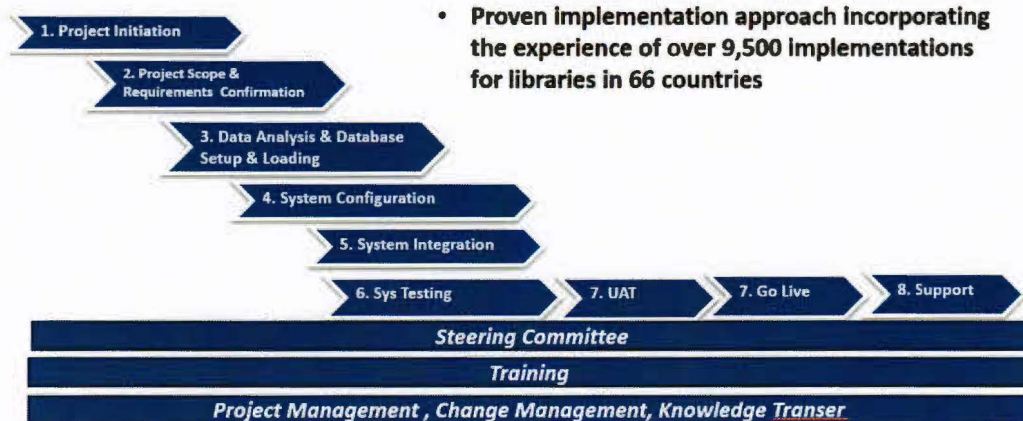 1. Project Initiation
• Proven implementation approach incorporating
the experience of over 9,500 implementations
for libraries in 66 countries
2. Project Scope &
Requirements Confirmation
3. Data Analysis & Database
Setup & Loading
4. System Configuration
5. System Integration
6. Sys Testing
7. UAT
7. Go Live
8. Support
Steering Committee
Training
Project Management , Change Management, Knowledge Transer